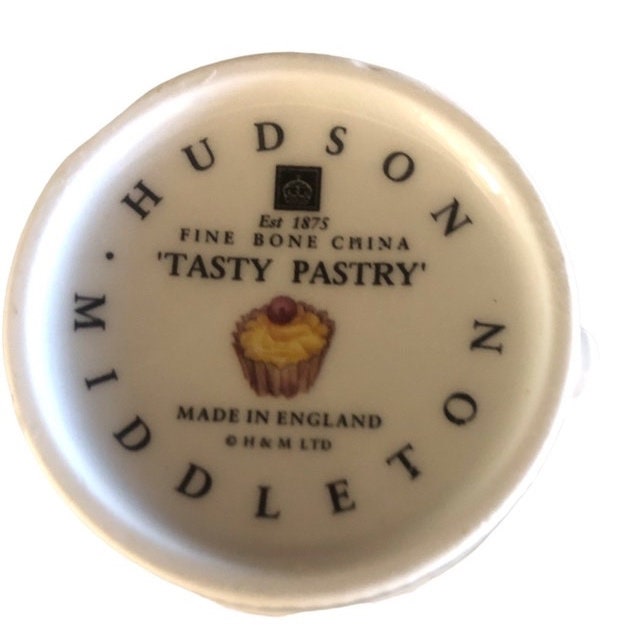 HUDSON
Est 1875
FINE BONE CHINA
'TASTY PASTRY'
MADE IN ENGLAND
© H & M LTD
· MIDDLETON